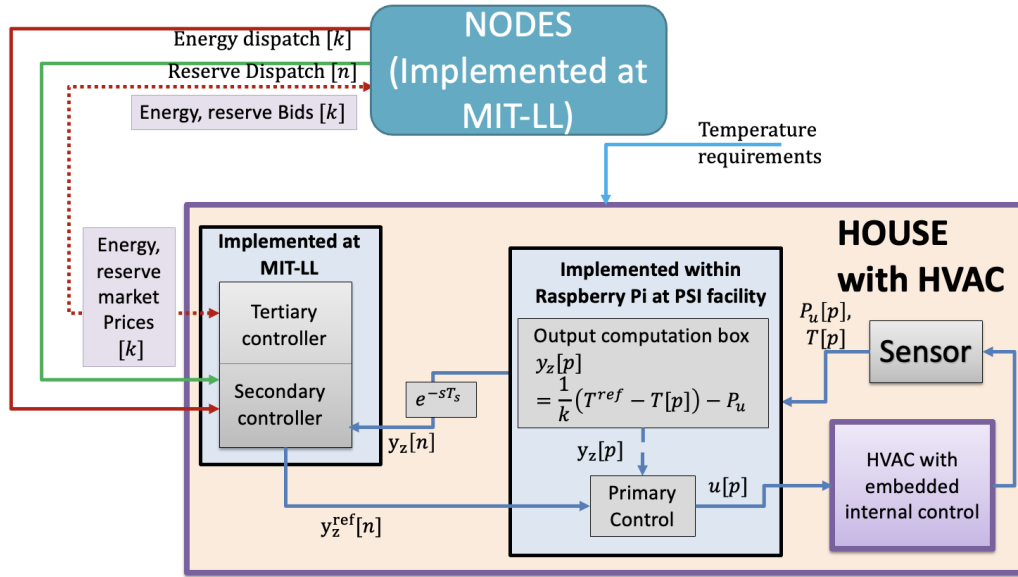 NODES
(Implemented at
MIT-LL)
Energy dispatch [k]
Reserve Dispatch [n]
Energy, reserve Bids [k]
Temperature
requirements
Energy,
reserve
market
Prices
[k]
Implemented at
MIT-LL
Tertiary
controller
Secondary
controller
e^{-sT_s}
y_z[n]
y_z^{ref}[n]
Implemented within
Raspberry Pi at PSI facility
Output computation box
y_z[p]
= \frac{1}{k}(T^{ref} − T[p]) − P_u
y_z[p]
Primary
Control
u[p]
HOUSE
with HVAC
P_u[p],
T[p]
Sensor
HVAC with
embedded
internal control